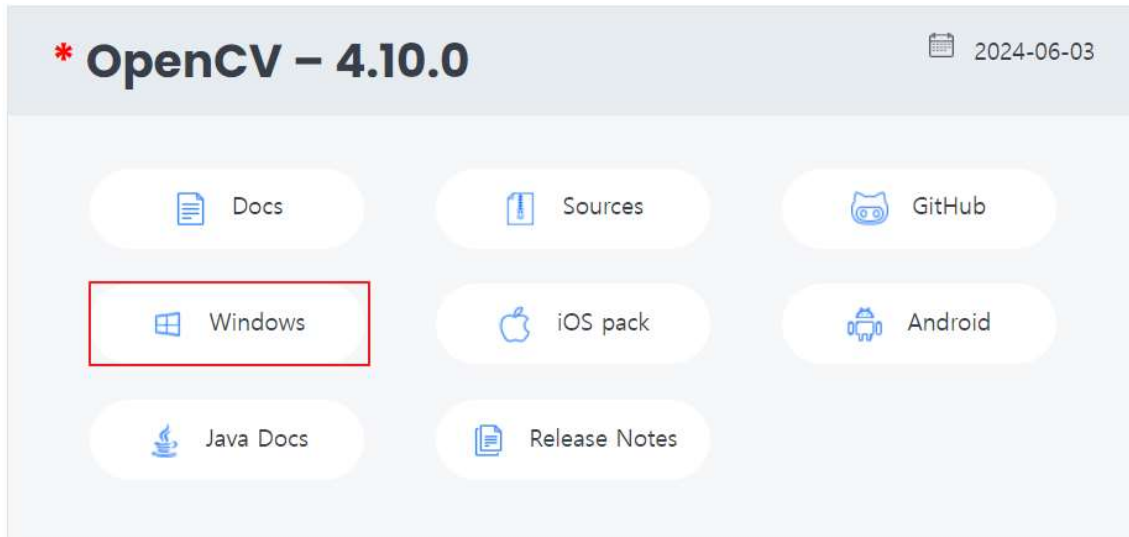 * OpenCV – 4.10.0
2024-06-03
Docs
Sources
GitHub
Windows
iOS pack
Android
Java Docs
Release Notes